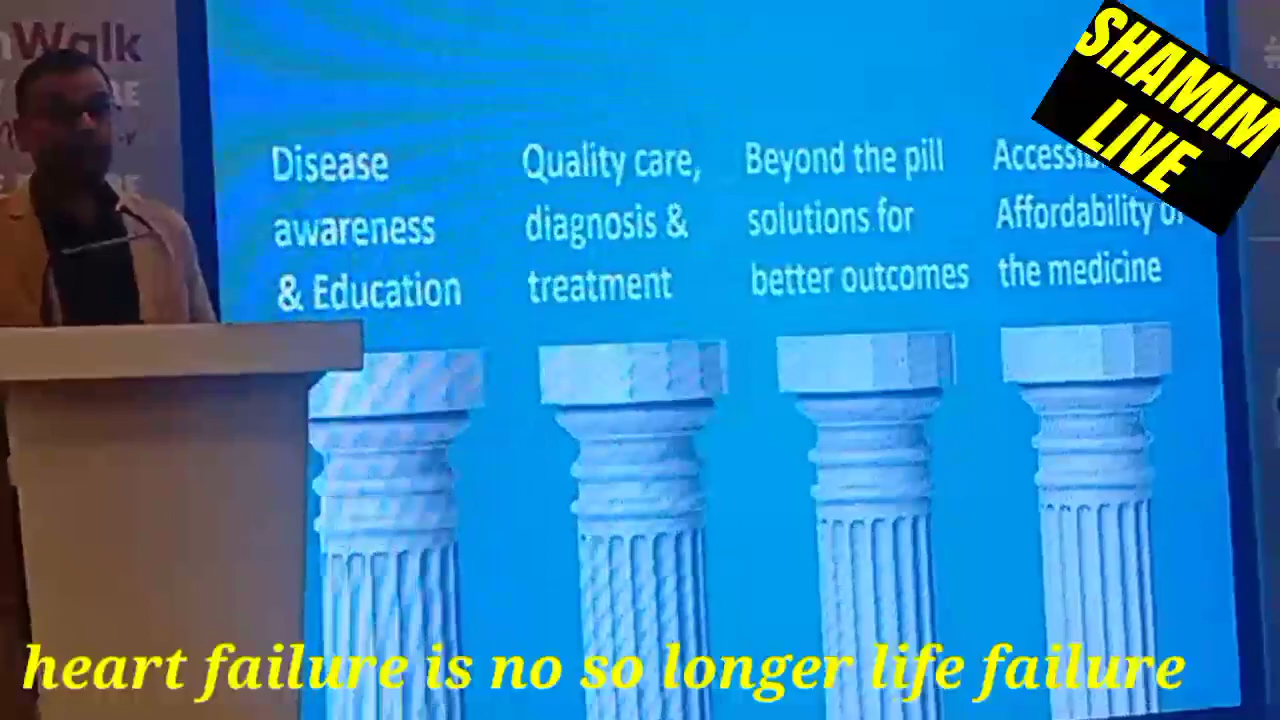 Walk
SHAMIM
LIVE
Disease
awareness
& Education
Quality care,
diagnosis &
treatment
Beyond the pill
solutions for
better outcomes
Affordability of
the medicine
heart failure is no so longer life failure